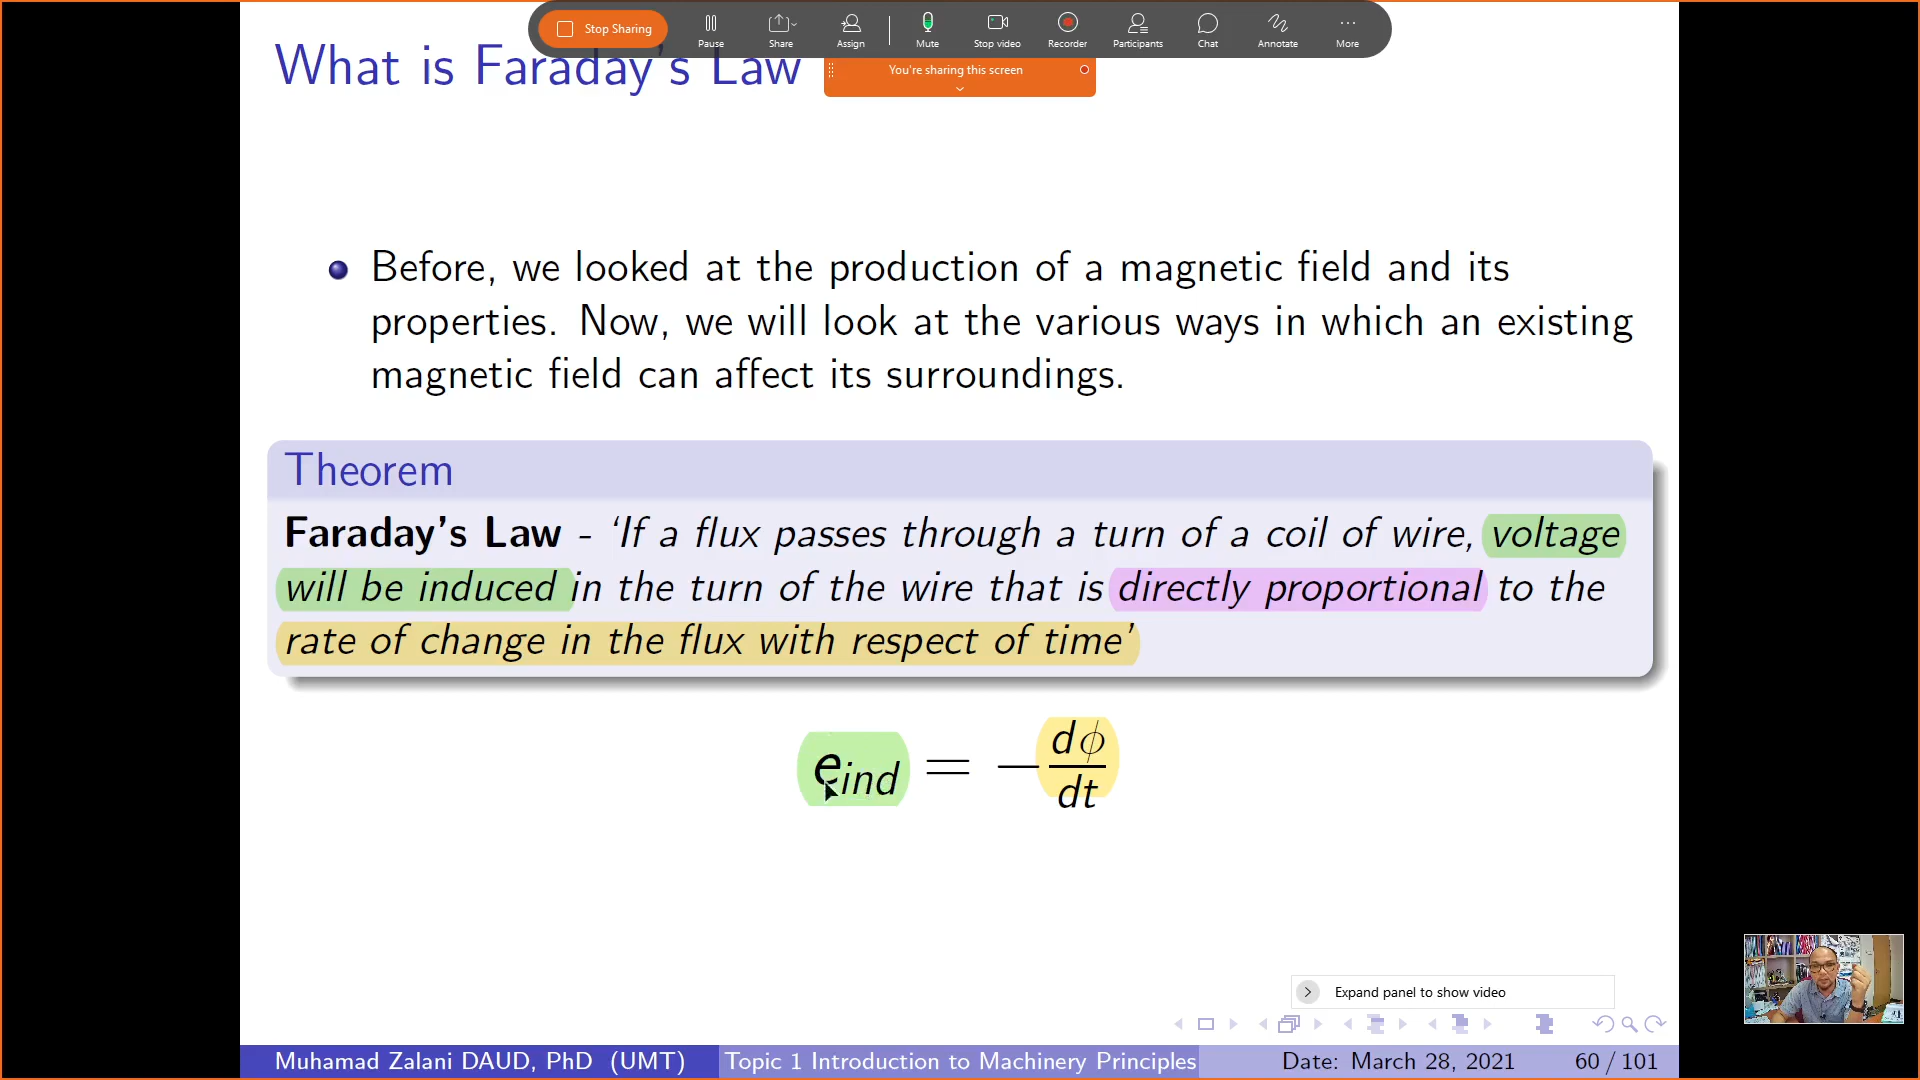 Stop Sharing
Pause
Share
Assign
Mute
Stop video
Recorder
Participants
Chat
Annotate
More
What is Faraday's Law
You're sharing this screen
Before, we looked at the production of a magnetic field and its
properties. Now, we will look at the various ways in which an existing
magnetic field can affect its surroundings.
Theorem
Faraday's Law - ‘If a flux passes through a turn of a coil of wire, voltage
will be induced in the turn of the wire that is directly proportional to the
rate of change in the flux with respect of time’
e_ind = − dϕ/dt
Expand panel to show video
Muhamad Zalani DAUD, PhD (UMT) Topic 1 Introduction to Machinery Principles Date: March 28, 2021 60 / 101